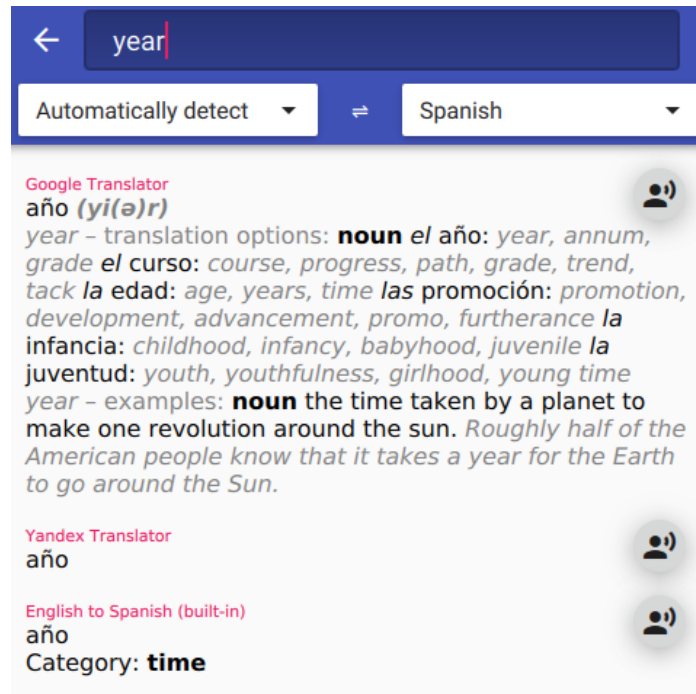 year
Automatically detect
Spanish
Google Translator
año (yi(ə)r)
year – translation options: noun el año: year, annum,
grade el curso: course, progress, path, grade, trend,
tack la edad: age, years, time las promoción: promotion,
development, advancement, promo, furtherance la
infancia: childhood, infancy, babyhood, juvenile la
juventud: youth, youthfulness, girlhood, young time
year – examples: noun the time taken by a planet to
make one revolution around the sun. Roughly half of the
American people know that it takes a year for the Earth
to go around the Sun.
Yandex Translator
año
English to Spanish (built-in)
año
Category: time